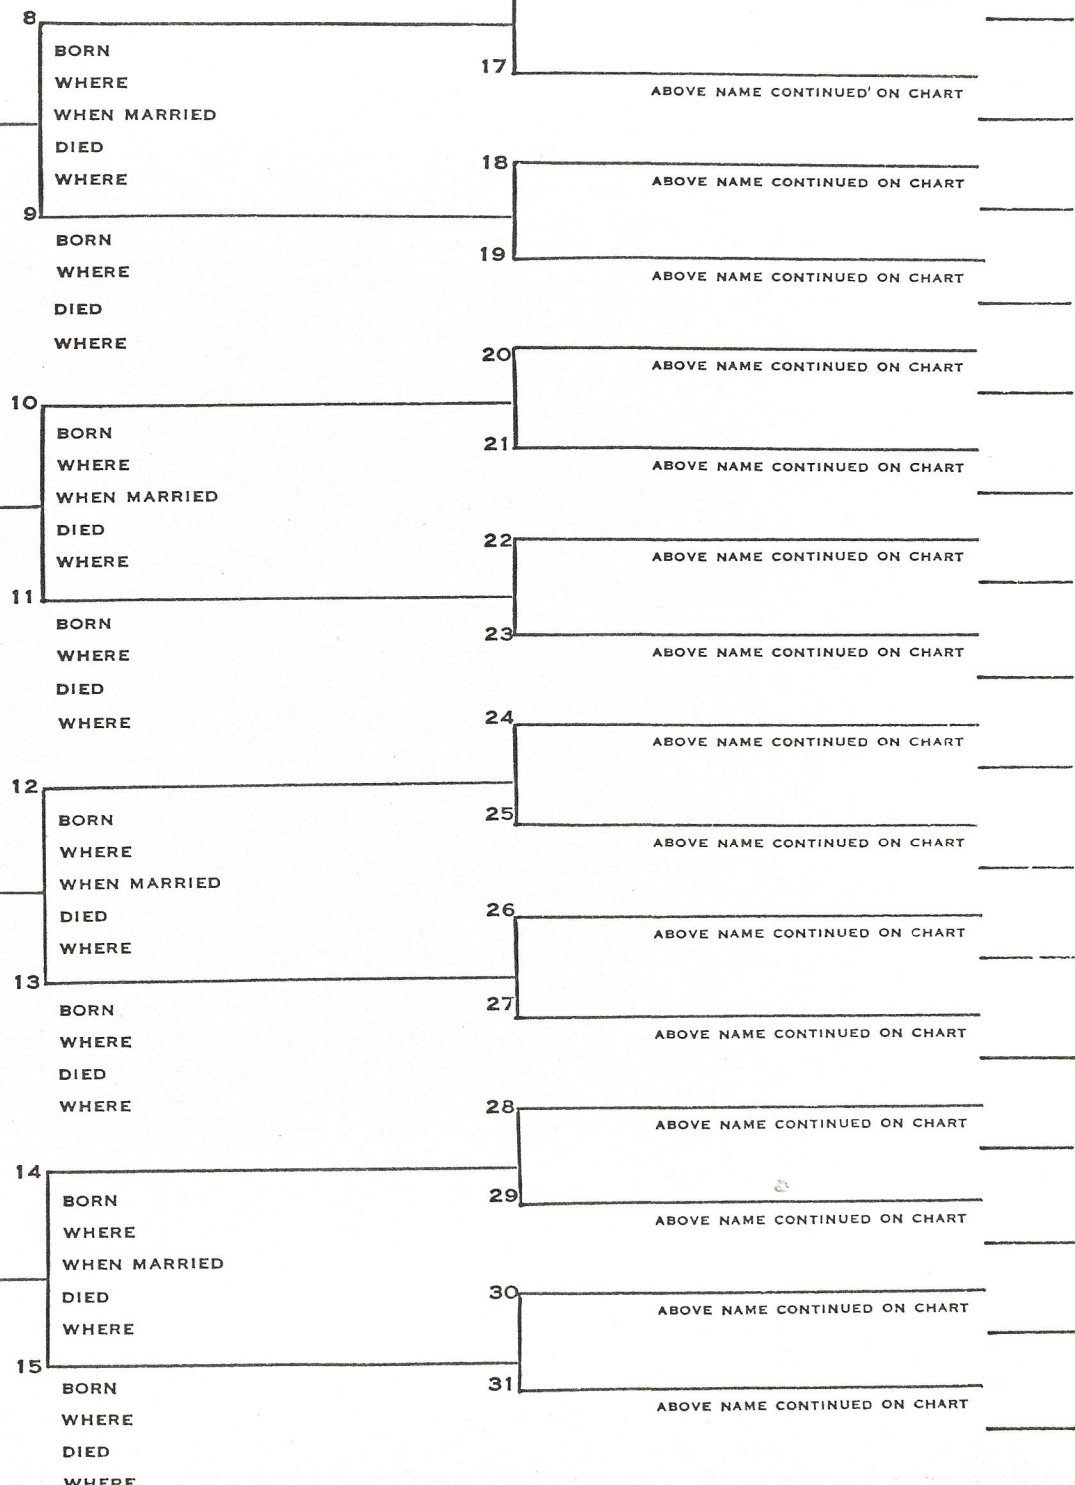 8
BORN
WHERE
WHEN MARRIED
DIED
WHERE
9
BORN
WHERE
DIED
WHERE
10
BORN
WHERE
WHEN MARRIED
DIED
WHERE
11
BORN
WHERE
DIED
WHERE
12
BORN
WHERE
WHEN MARRIED
DIED
WHERE
13
BORN
WHERE
DIED
WHERE
14
BORN
WHERE
WHEN MARRIED
DIED
WHERE
15
BORN
WHERE
DIED
WHERE
17
ABOVE NAME CONTINUED' ON CHART
18
ABOVE NAME CONTINUED ON CHART
19
ABOVE NAME CONTINUED ON CHART
20
ABOVE NAME CONTINUED ON CHART
21
ABOVE NAME CONTINUED ON CHART
22
ABOVE NAME CONTINUED ON CHART
23
ABOVE NAME CONTINUED ON CHART
24
ABOVE NAME CONTINUED ON CHART
25
ABOVE NAME CONTINUED ON CHART
26
ABOVE NAME CONTINUED ON CHART
27
ABOVE NAME CONTINUED ON CHART
28
ABOVE NAME CONTINUED ON CHART
29
ABOVE NAME CONTINUED ON CHART
30
ABOVE NAME CONTINUED ON CHART
31
ABOVE NAME CONTINUED ON CHART